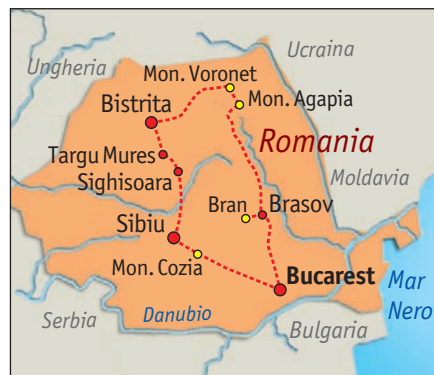 Ucraina
Ungheria
Mon. Voronet
Bistrita
Mon. Agapia
Romania
Targu Mures
Moldavia
Sighisoara
Bran
Brasov
Sibiu
Mon. Cozia
Bucarest
Mar
Nero
Danubio
Serbia
Bulgaria